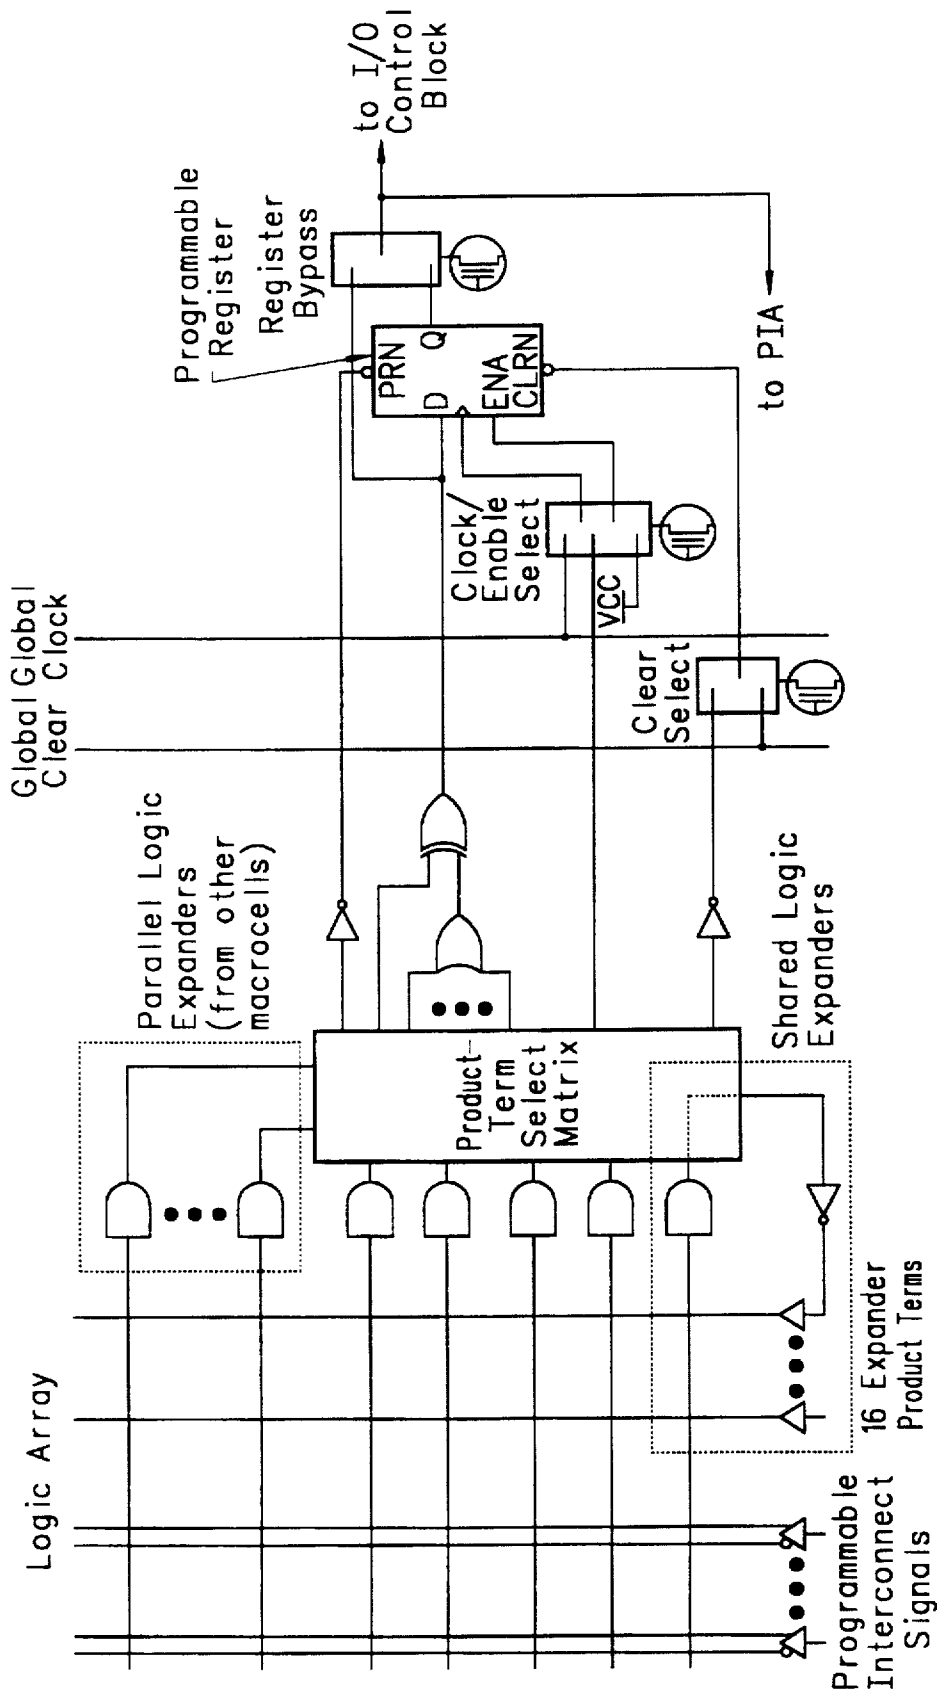 Logic Array
Parallel Logic
Expanders
(from other
macrocells)
Global Global
Clear Clock
Programmable
Register
Register
Bypass
to I/O
Control
Block
PRN
D Q
ENA
CLRN
Clock/
Enable
Select
VCC
Clear
Select
to PIA
Product-
Term
Select
Matrix
Shared Logic
Expanders
16 Expander
Product Terms
Programmable
Interconnect
Signals